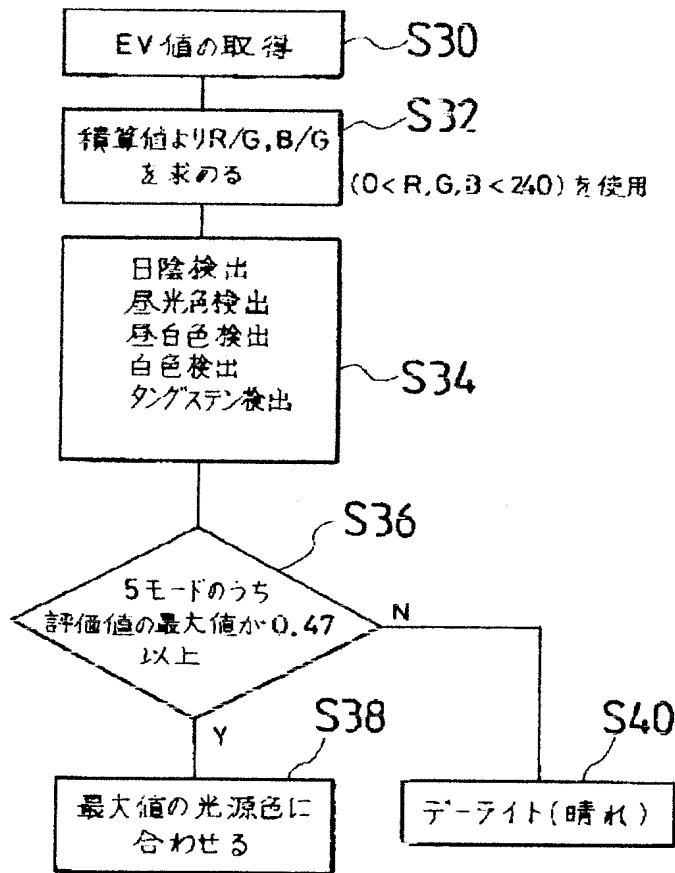 EV値の取得
S30
積算値よりR/G,B/G
を求める
S32
(0<R,G,B<240)を使用
日陰検出
昼光色検出
昼白色検出
白色検出
タングステン検出
S34
S36
5モードのうち
評価値の最大値が0.47
以上
N
Y
S38
最大値の光源色に
合わせる
S40
デーライト(晴れ)